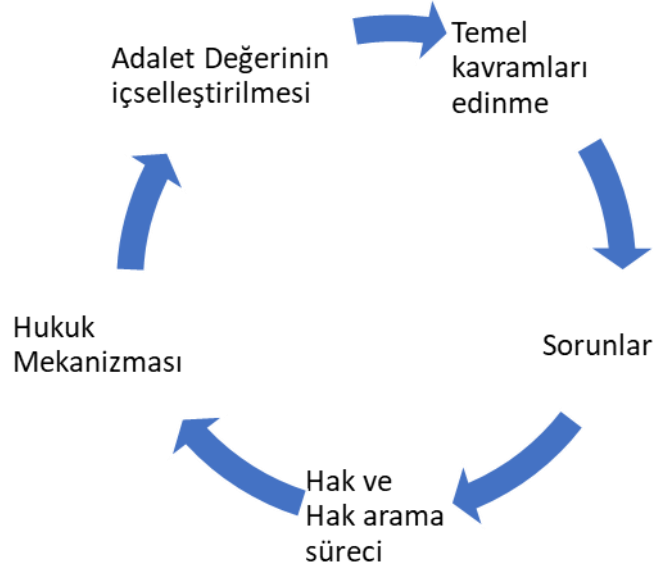 Adalet Değerinin
içselleştirilmesi
Temel
kavramları
edinme
Sorunlar
Hak ve
Hak arama
süreci
Hukuk
Mekanizması